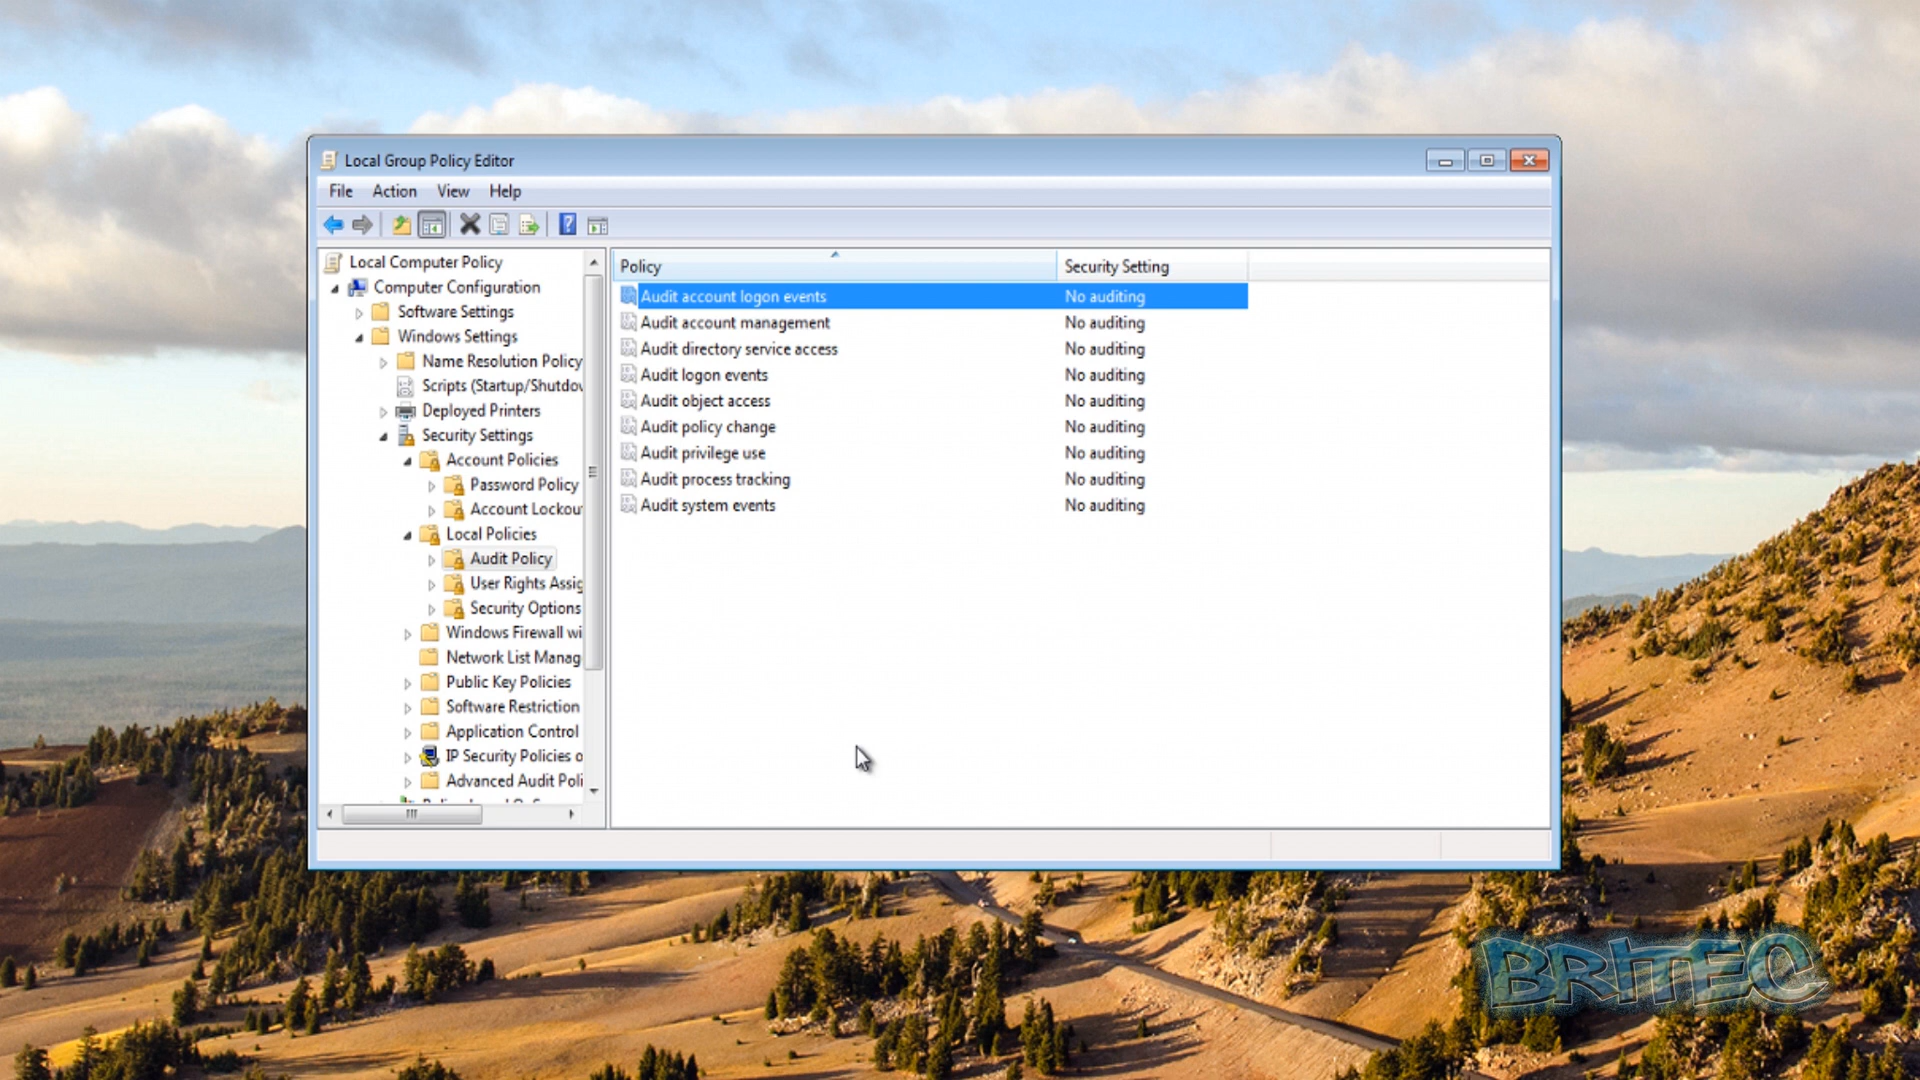 Local Group Policy Editor
File Action View Help
Local Computer Policy
Computer Configuration
Software Settings
Windows Settings
Name Resolution Policy
Scripts (Startup/Shutdov
Deployed Printers
Security Settings
Account Policies
Password Policy
Account Lockou
Local Policies
Audit Policy
User Rights Assig
Security Options
Windows Firewall wi
Network List Manag
Public Key Policies
Software Restriction
Application Control
IP Security Policies o
Advanced Audit Poli
Policy Security Setting
Audit account logon events No auditing
Audit account management No auditing
Audit directory service access No auditing
Audit logon events No auditing
Audit object access No auditing
Audit policy change No auditing
Audit privilege use No auditing
Audit process tracking No auditing
Audit system events No auditing
BRITEC